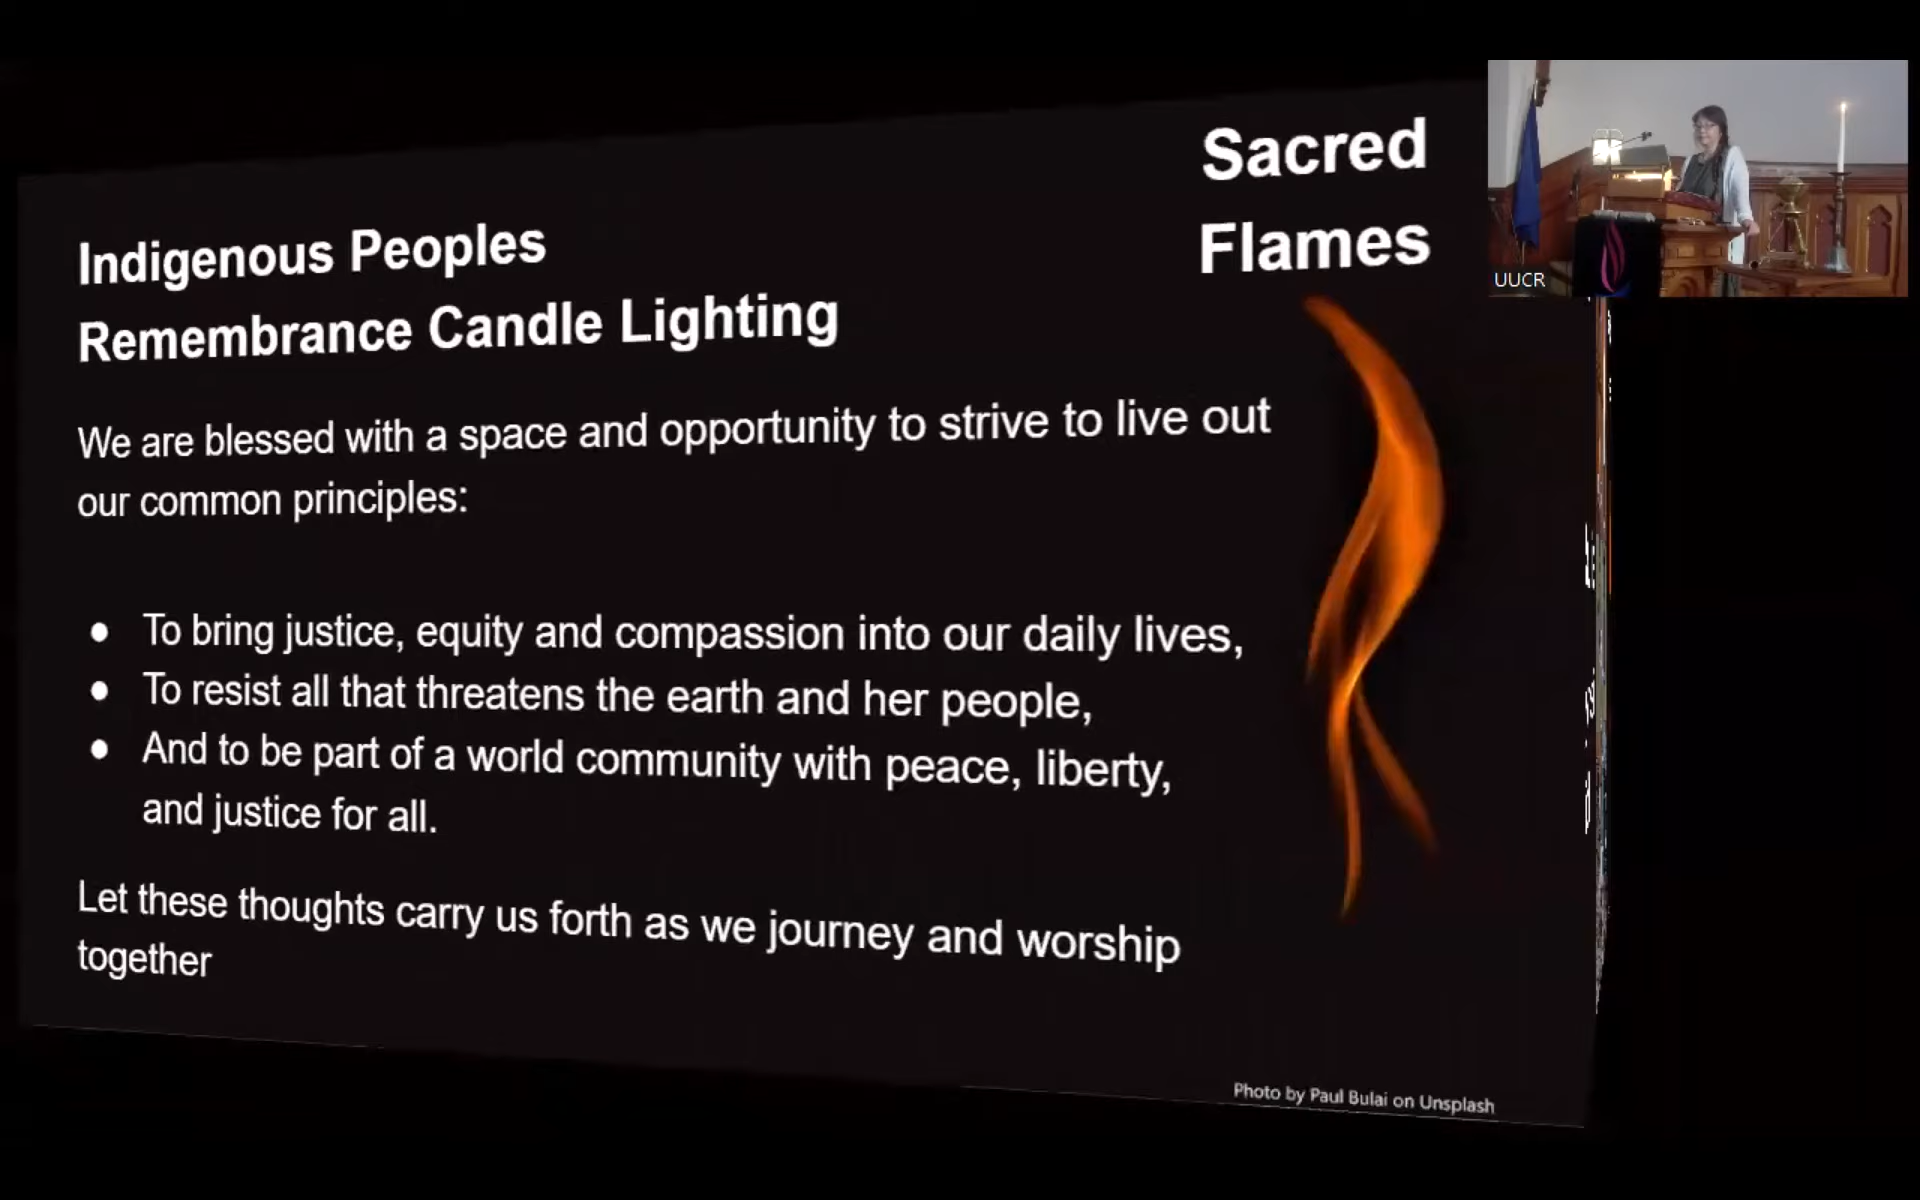 Sacred
Flames
Indigenous Peoples
Remembrance Candle Lighting
We are blessed with a space and opportunity to strive to live out
our common principles:
● To bring justice, equity and compassion into our daily lives,
● To resist all that threatens the earth and her people,
● And to be part of a world community with peace, liberty,
and justice for all.
Let these thoughts carry us forth as we journey and worship
together
Photo by Paul Bulai on Unsplash
UUCR